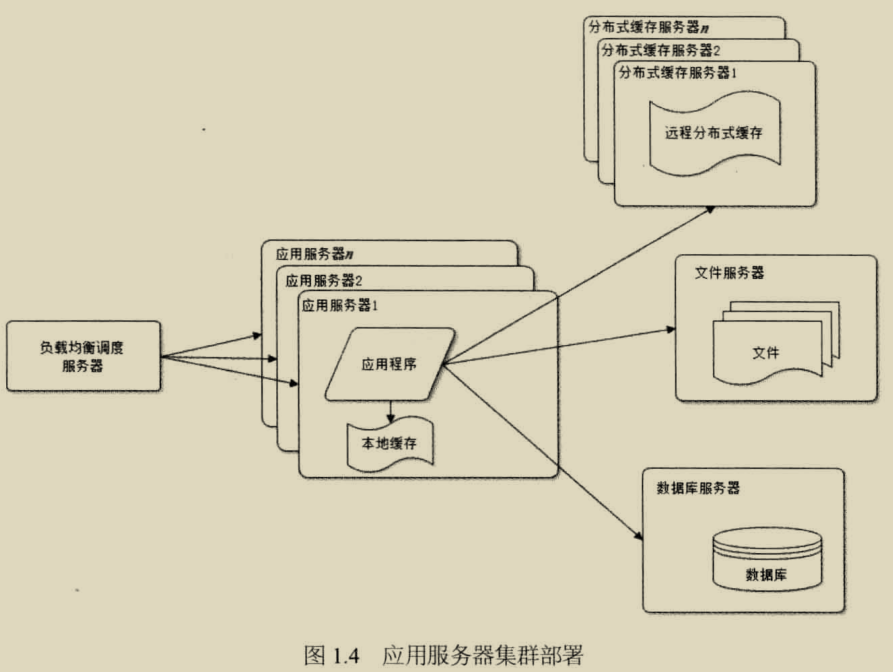 分布式缓存服务器n
分布式缓存服务器2
分布式缓存服务器1
远程分布式缓存
应用服务器n
应用服务器2
应用服务器1
应用程序
本地缓存
负载均衡调度
服务器
文件服务器
文件
数据库服务器
数据库
图 1.4 应用服务器集群部署